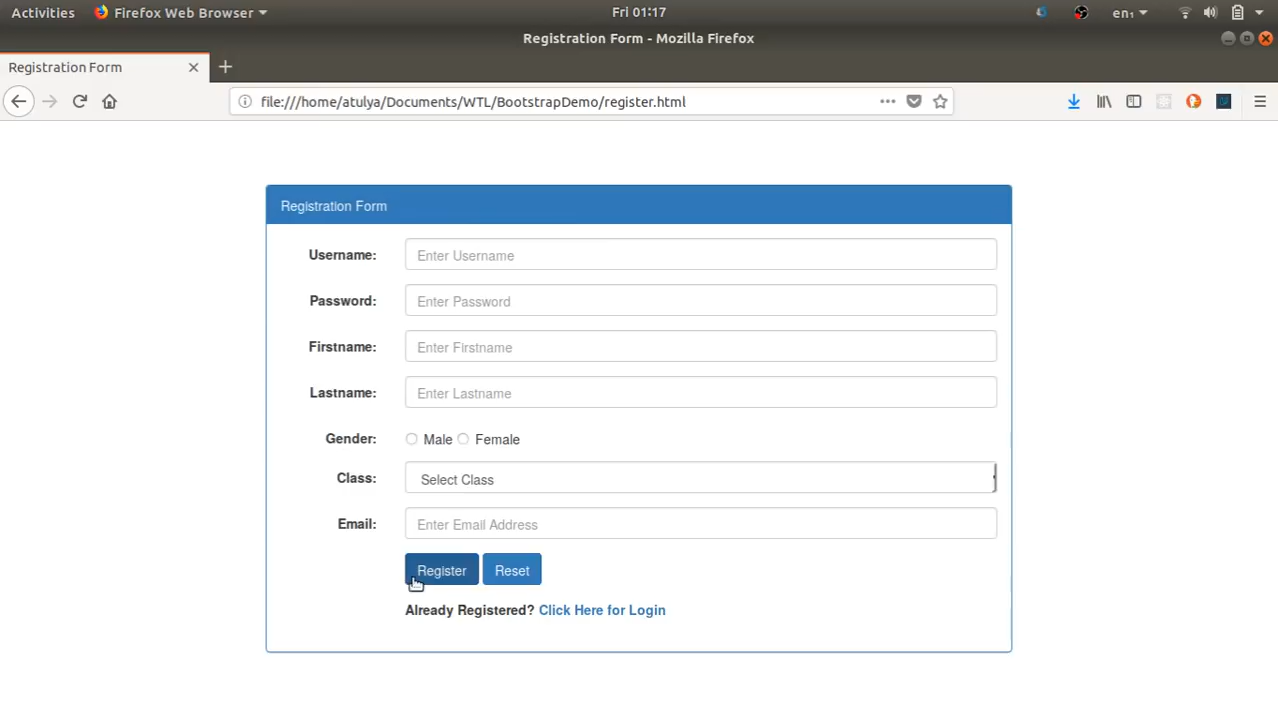 Activities Firefox Web Browser Fri 01:17 en₁
Registration Form - Mozilla Firefox
Registration Form
file:///home/atulya/Documents/WTL/BootstrapDemo/register.html
Registration Form
Username: Enter Username
Password: Enter Password
Firstname: Enter Firstname
Lastname: Enter Lastname
Gender: Male Female
Class: Select Class
Email: Enter Email Address
Register Reset
Already Registered? Click Here for Login